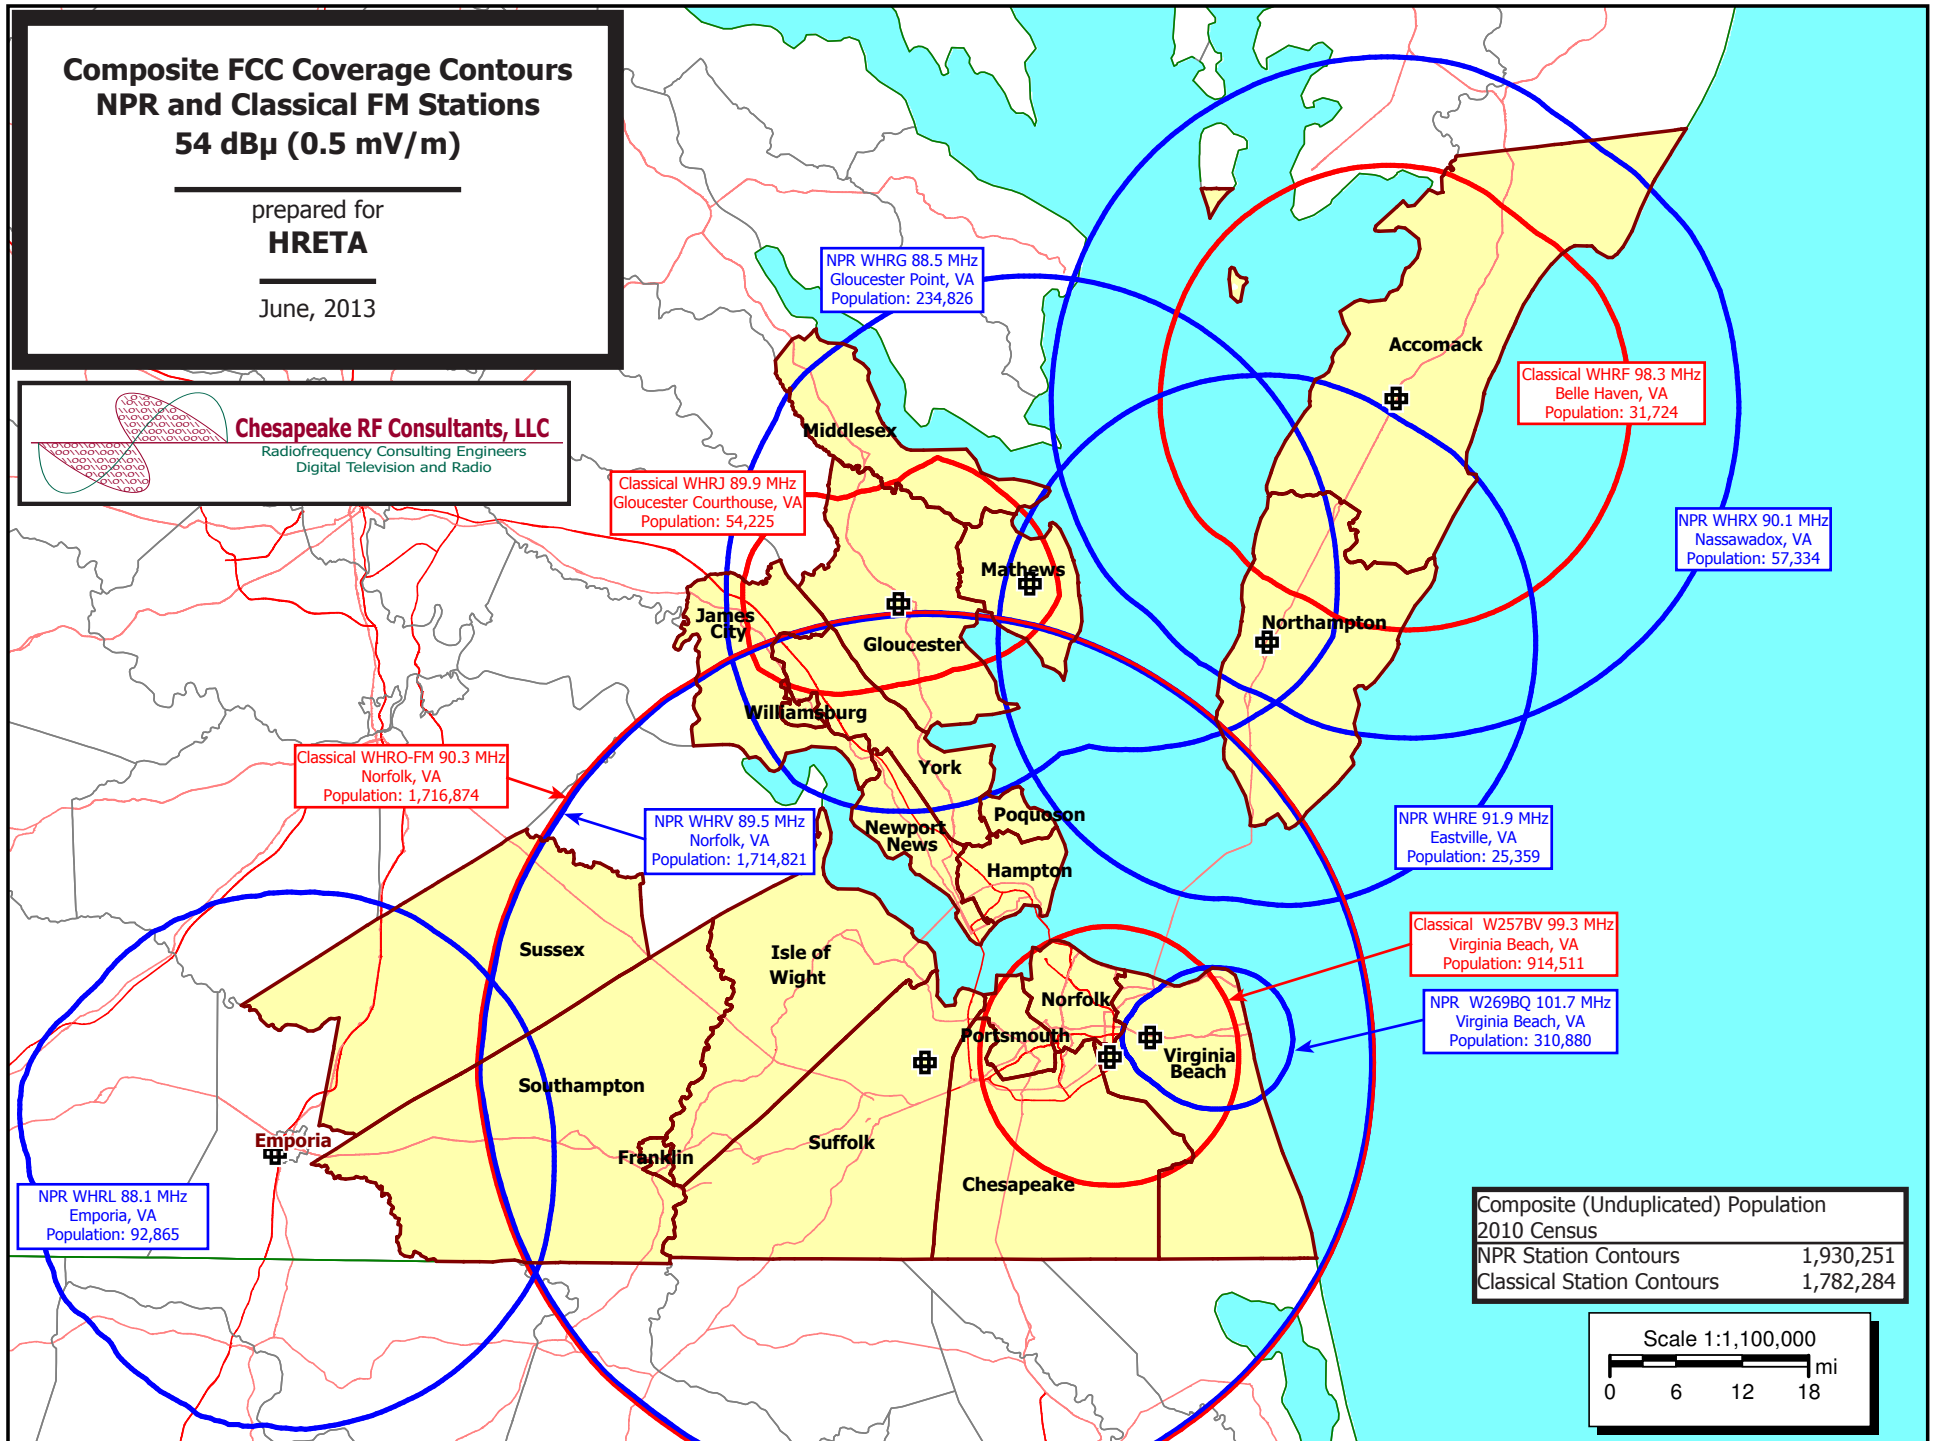 Composite FCC Coverage Contours
NPR and Classical FM Stations
54 dBµ (0.5 mV/m)
prepared for
HRETA
June, 2013
Chesapeake RF Consultants, LLC
Radiofrequency Consulting Engineers
Digital Television and Radio
NPR WHRG 88.5 MHz
Gloucester Point, VA
Population: 234,826
Accomack
Classical WHRF 98.3 MHz
Belle Haven, VA
Population: 31,724
Middlesex
Classical WHRJ 89.9 MHz
Gloucester Courthouse, VA
Population: 54,225
NPR WHRX 90.1 MHz
Nassawadox, VA
Population: 57,334
Mathews
James
City
Gloucester
Northampton
Williamsburg
Classical WHRO-FM 90.3 MHz
Norfolk, VA
Population: 1,716,874
York
NPR WHRV 89.5 MHz
Norfolk, VA
Population: 1,714,821
Newport
News
Poquoson
Hampton
NPR WHRE 91.9 MHz
Eastville, VA
Population: 25,359
Sussex
Isle of
Wight
Classical W257BV 99.3 MHz
Virginia Beach, VA
Population: 914,511
Norfolk
Portsmouth
NPR W269BQ 101.7 MHz
Virginia Beach, VA
Population: 310,880
Virginia
Beach
Southampton
Emporia
Franklin
Suffolk
Chesapeake
NPR WHRL 88.1 MHz
Emporia, VA
Population: 92,865
Composite (Unduplicated) Population
2010 Census
NPR Station Contours 1,930,251
Classical Station Contours 1,782,284
Scale 1:1,100,000
mi
0 6 12 18